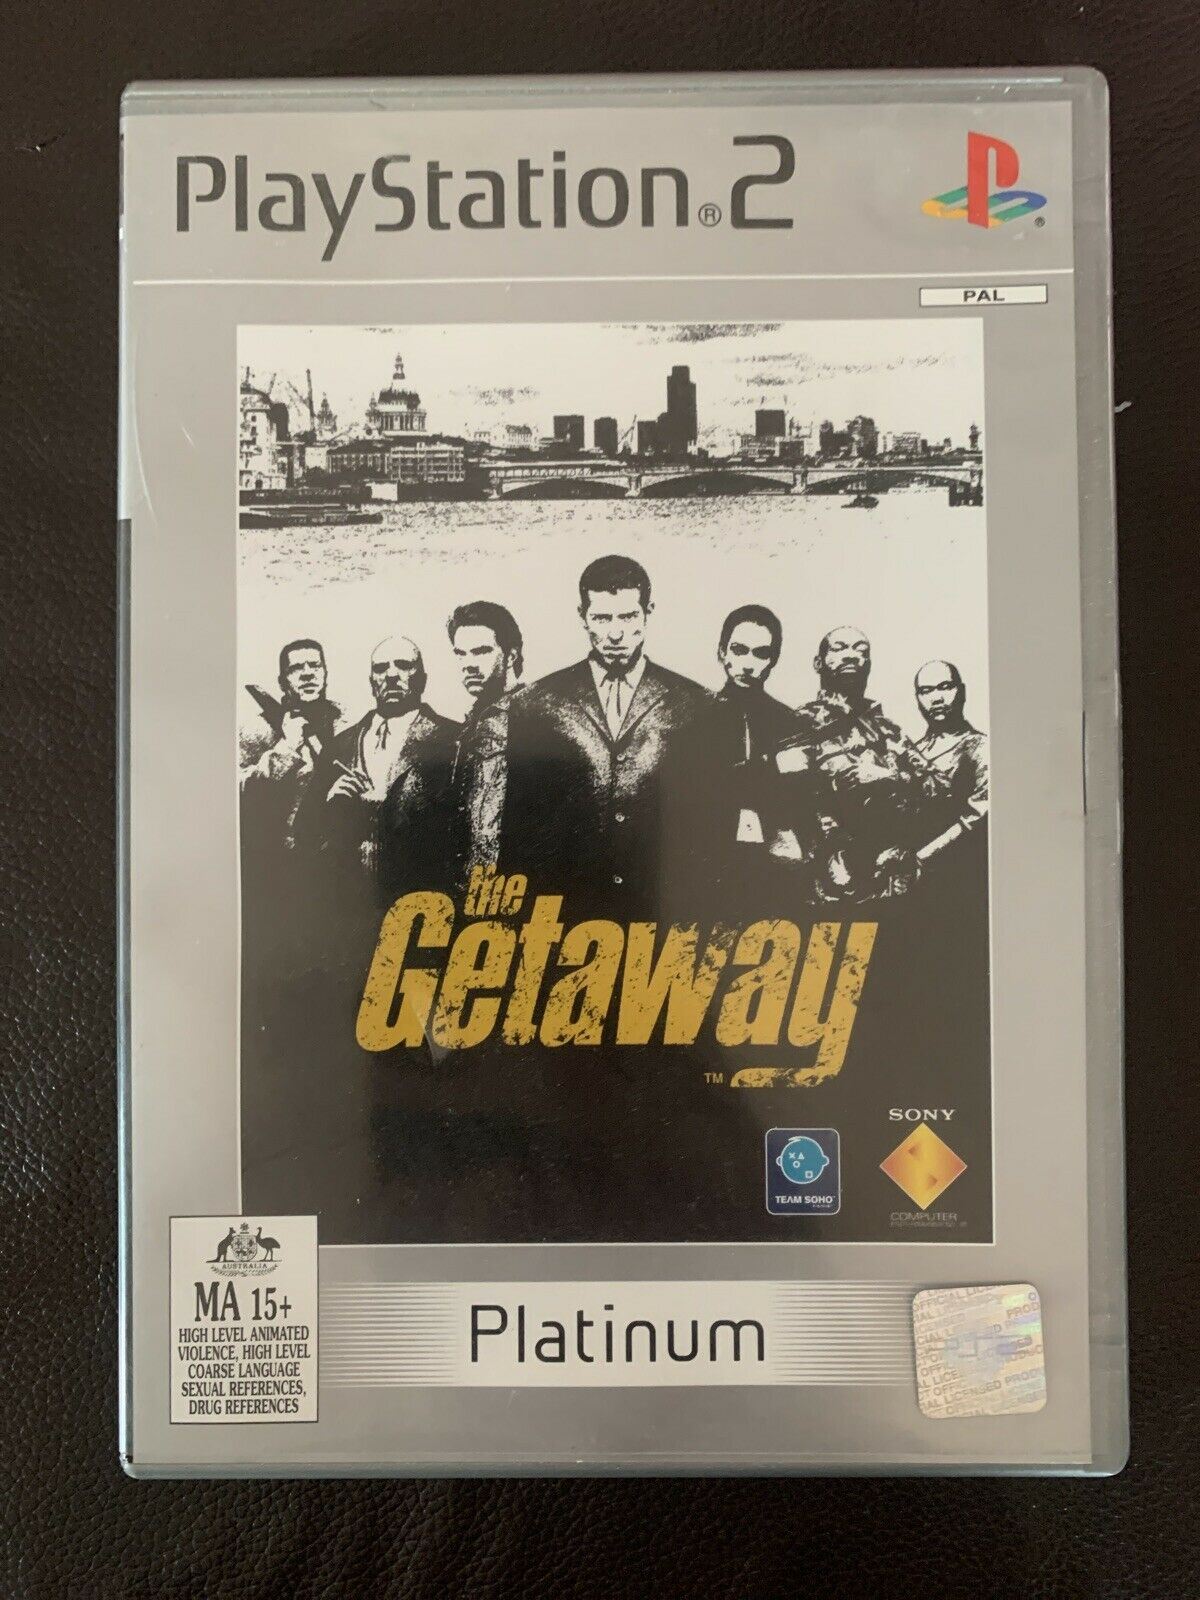 PlayStation®2
PAL
the
Getaway
TM
SONY
COMPUTER
TEAM SOHO
AUSTRALIA
MA 15+
HIGH LEVEL ANIMATED
VIOLENCE, HIGH LEVEL
COARSE LANGUAGE
SEXUAL REFERENCES,
DRUG REFERENCES
Platinum